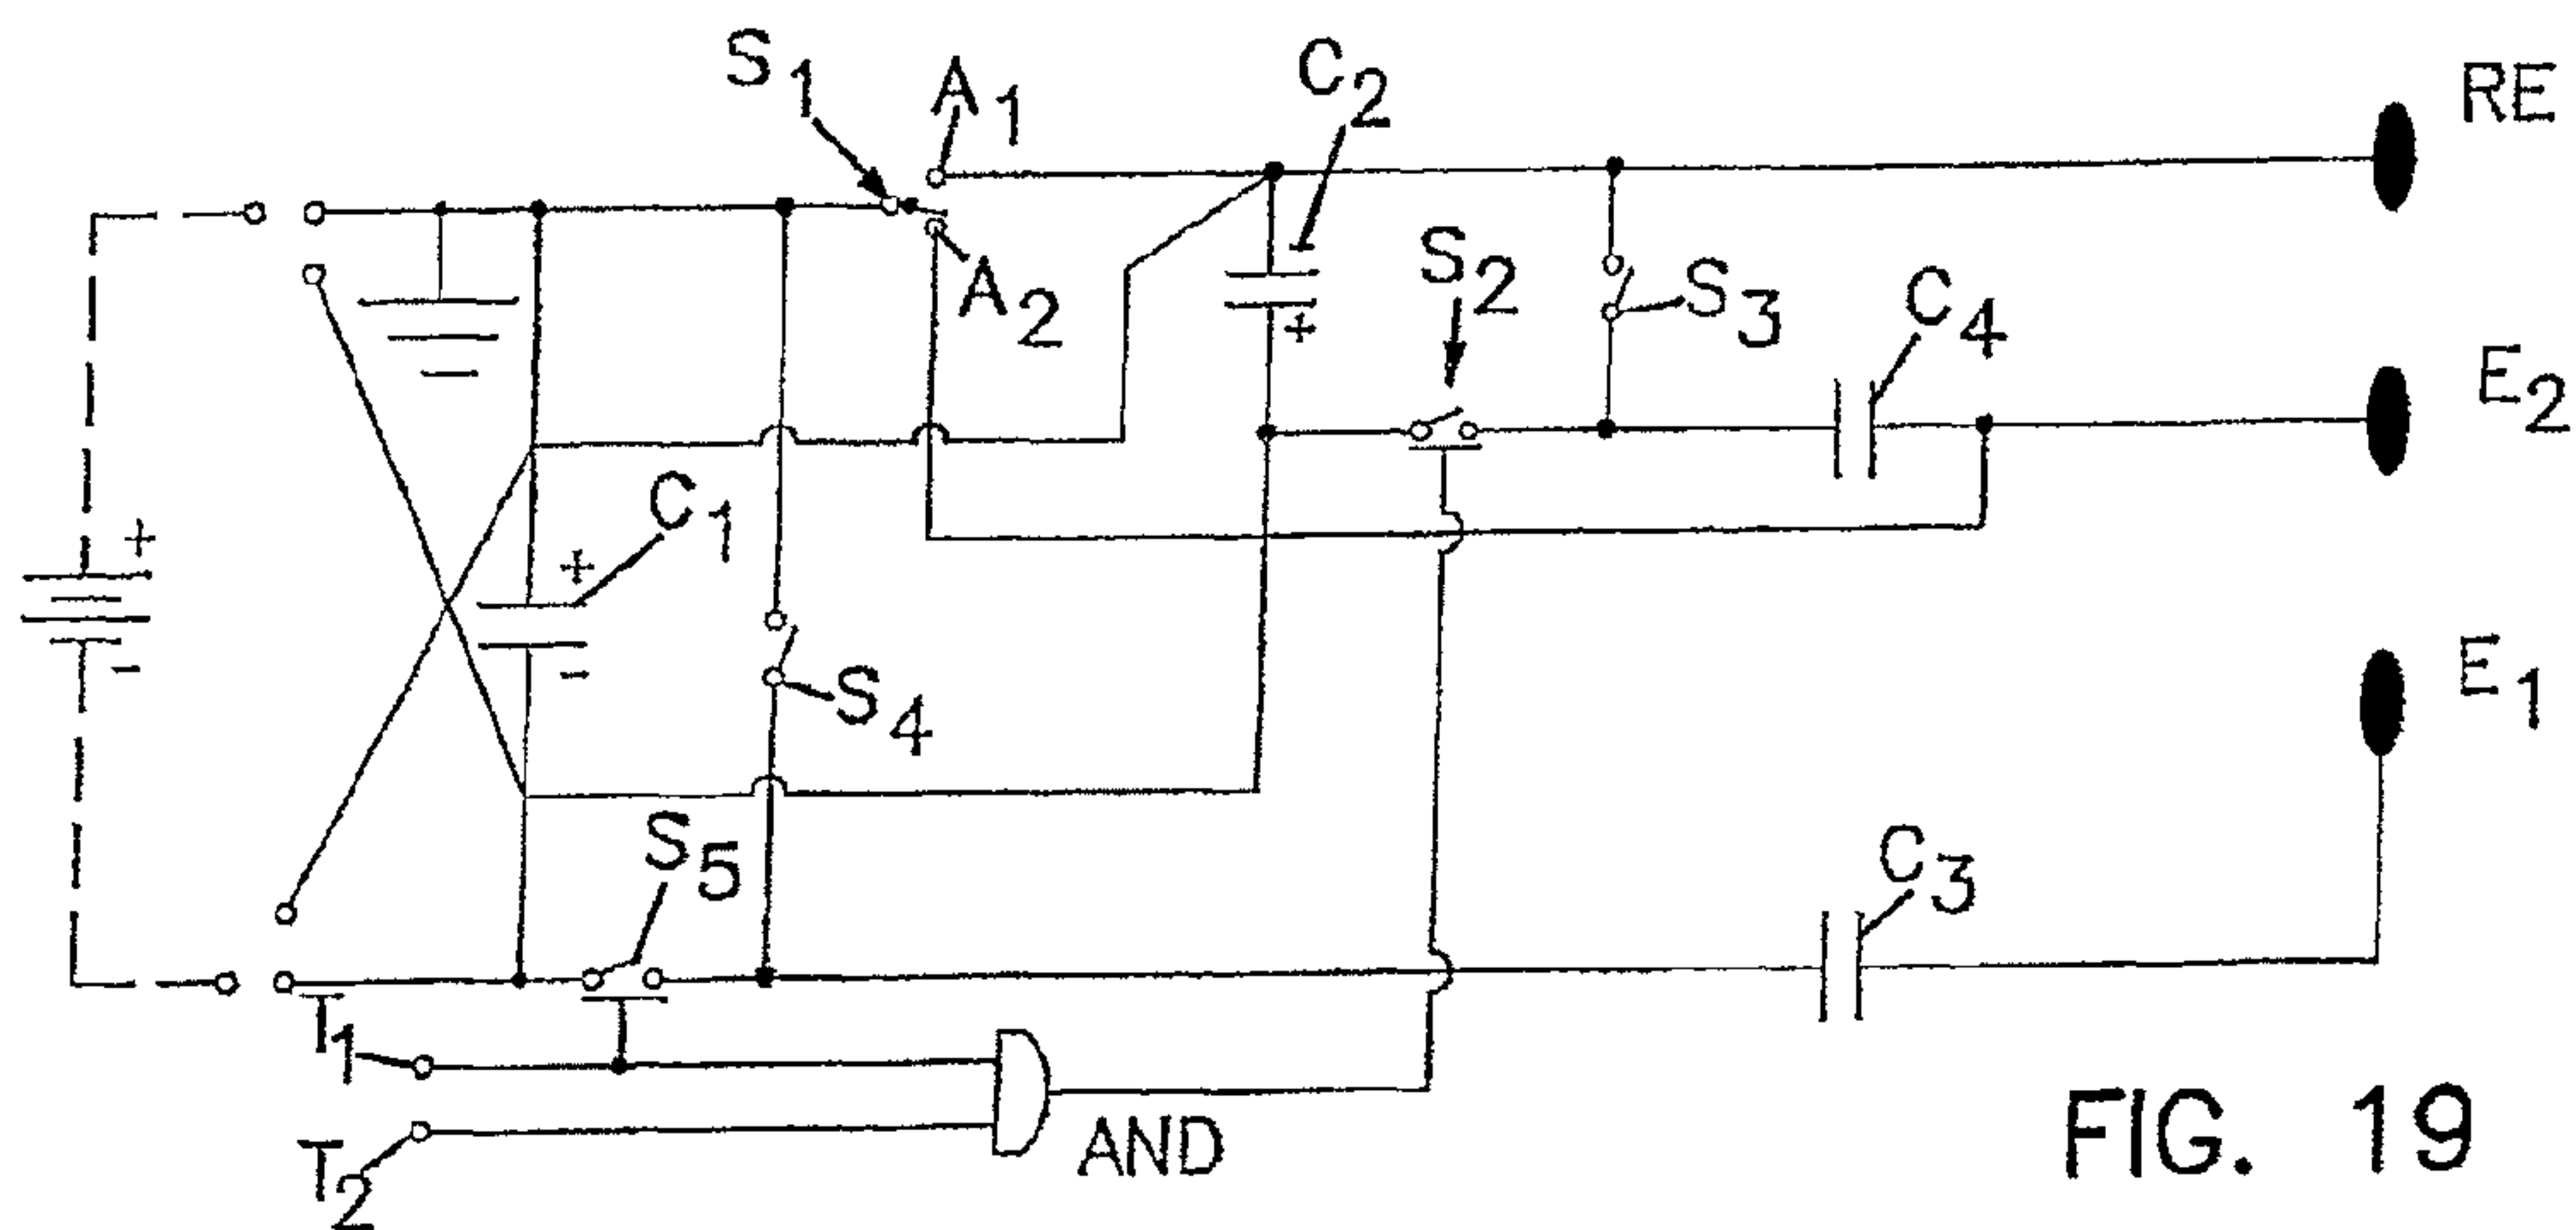 S1
A1
C2
RE
A2
S2
S3
C4
E2
+
+
C1
+
-
-
S4
E1
S5
C3
T1
T2
AND
FIG. 19